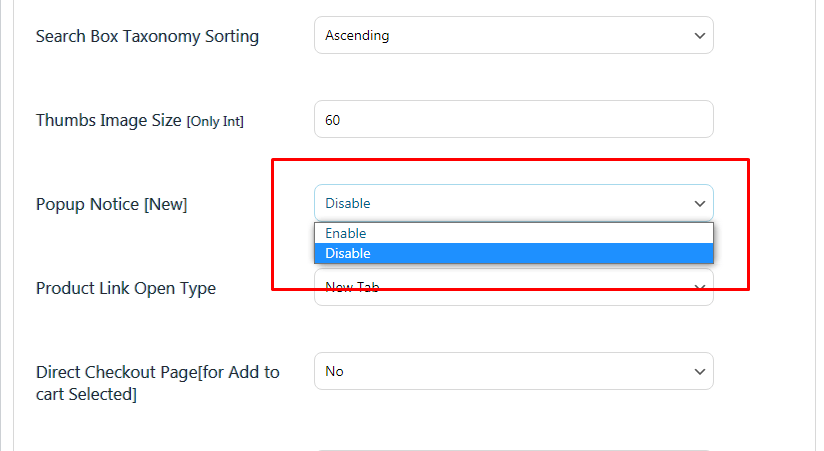 Search Box Taxonomy Sorting
Ascending
Thumbs Image Size [Only Int]
60
Popup Notice [New]
Disable
Enable
Disable
Product Link Open Type
New Tab
Direct Checkout Page[for Add to
cart Selected]
No